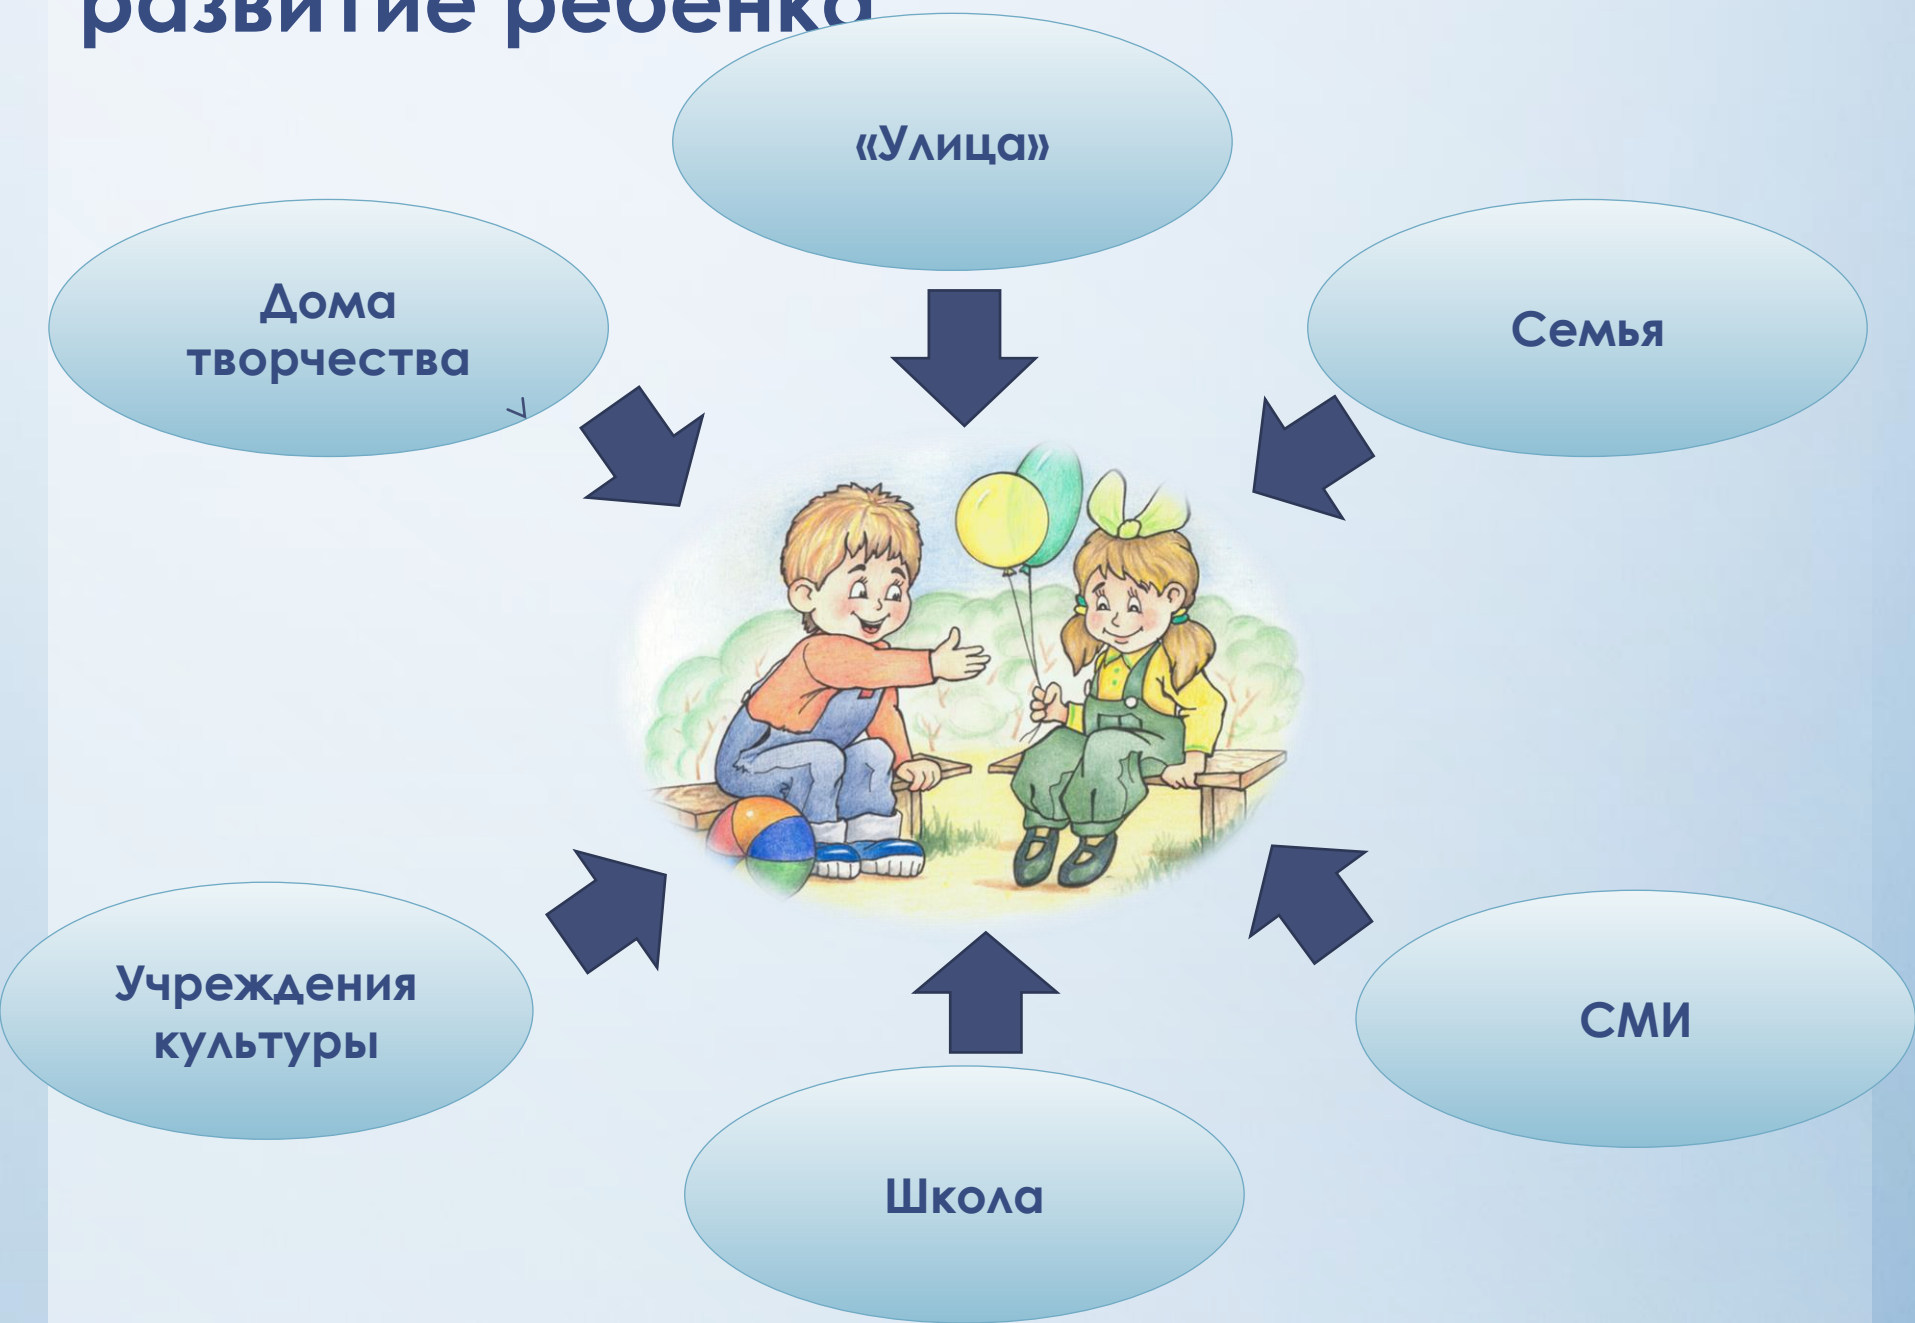 развитие ребенка
«Улица»
Дома
творчества
Семья
Учреждения
культуры
СМИ
Школа